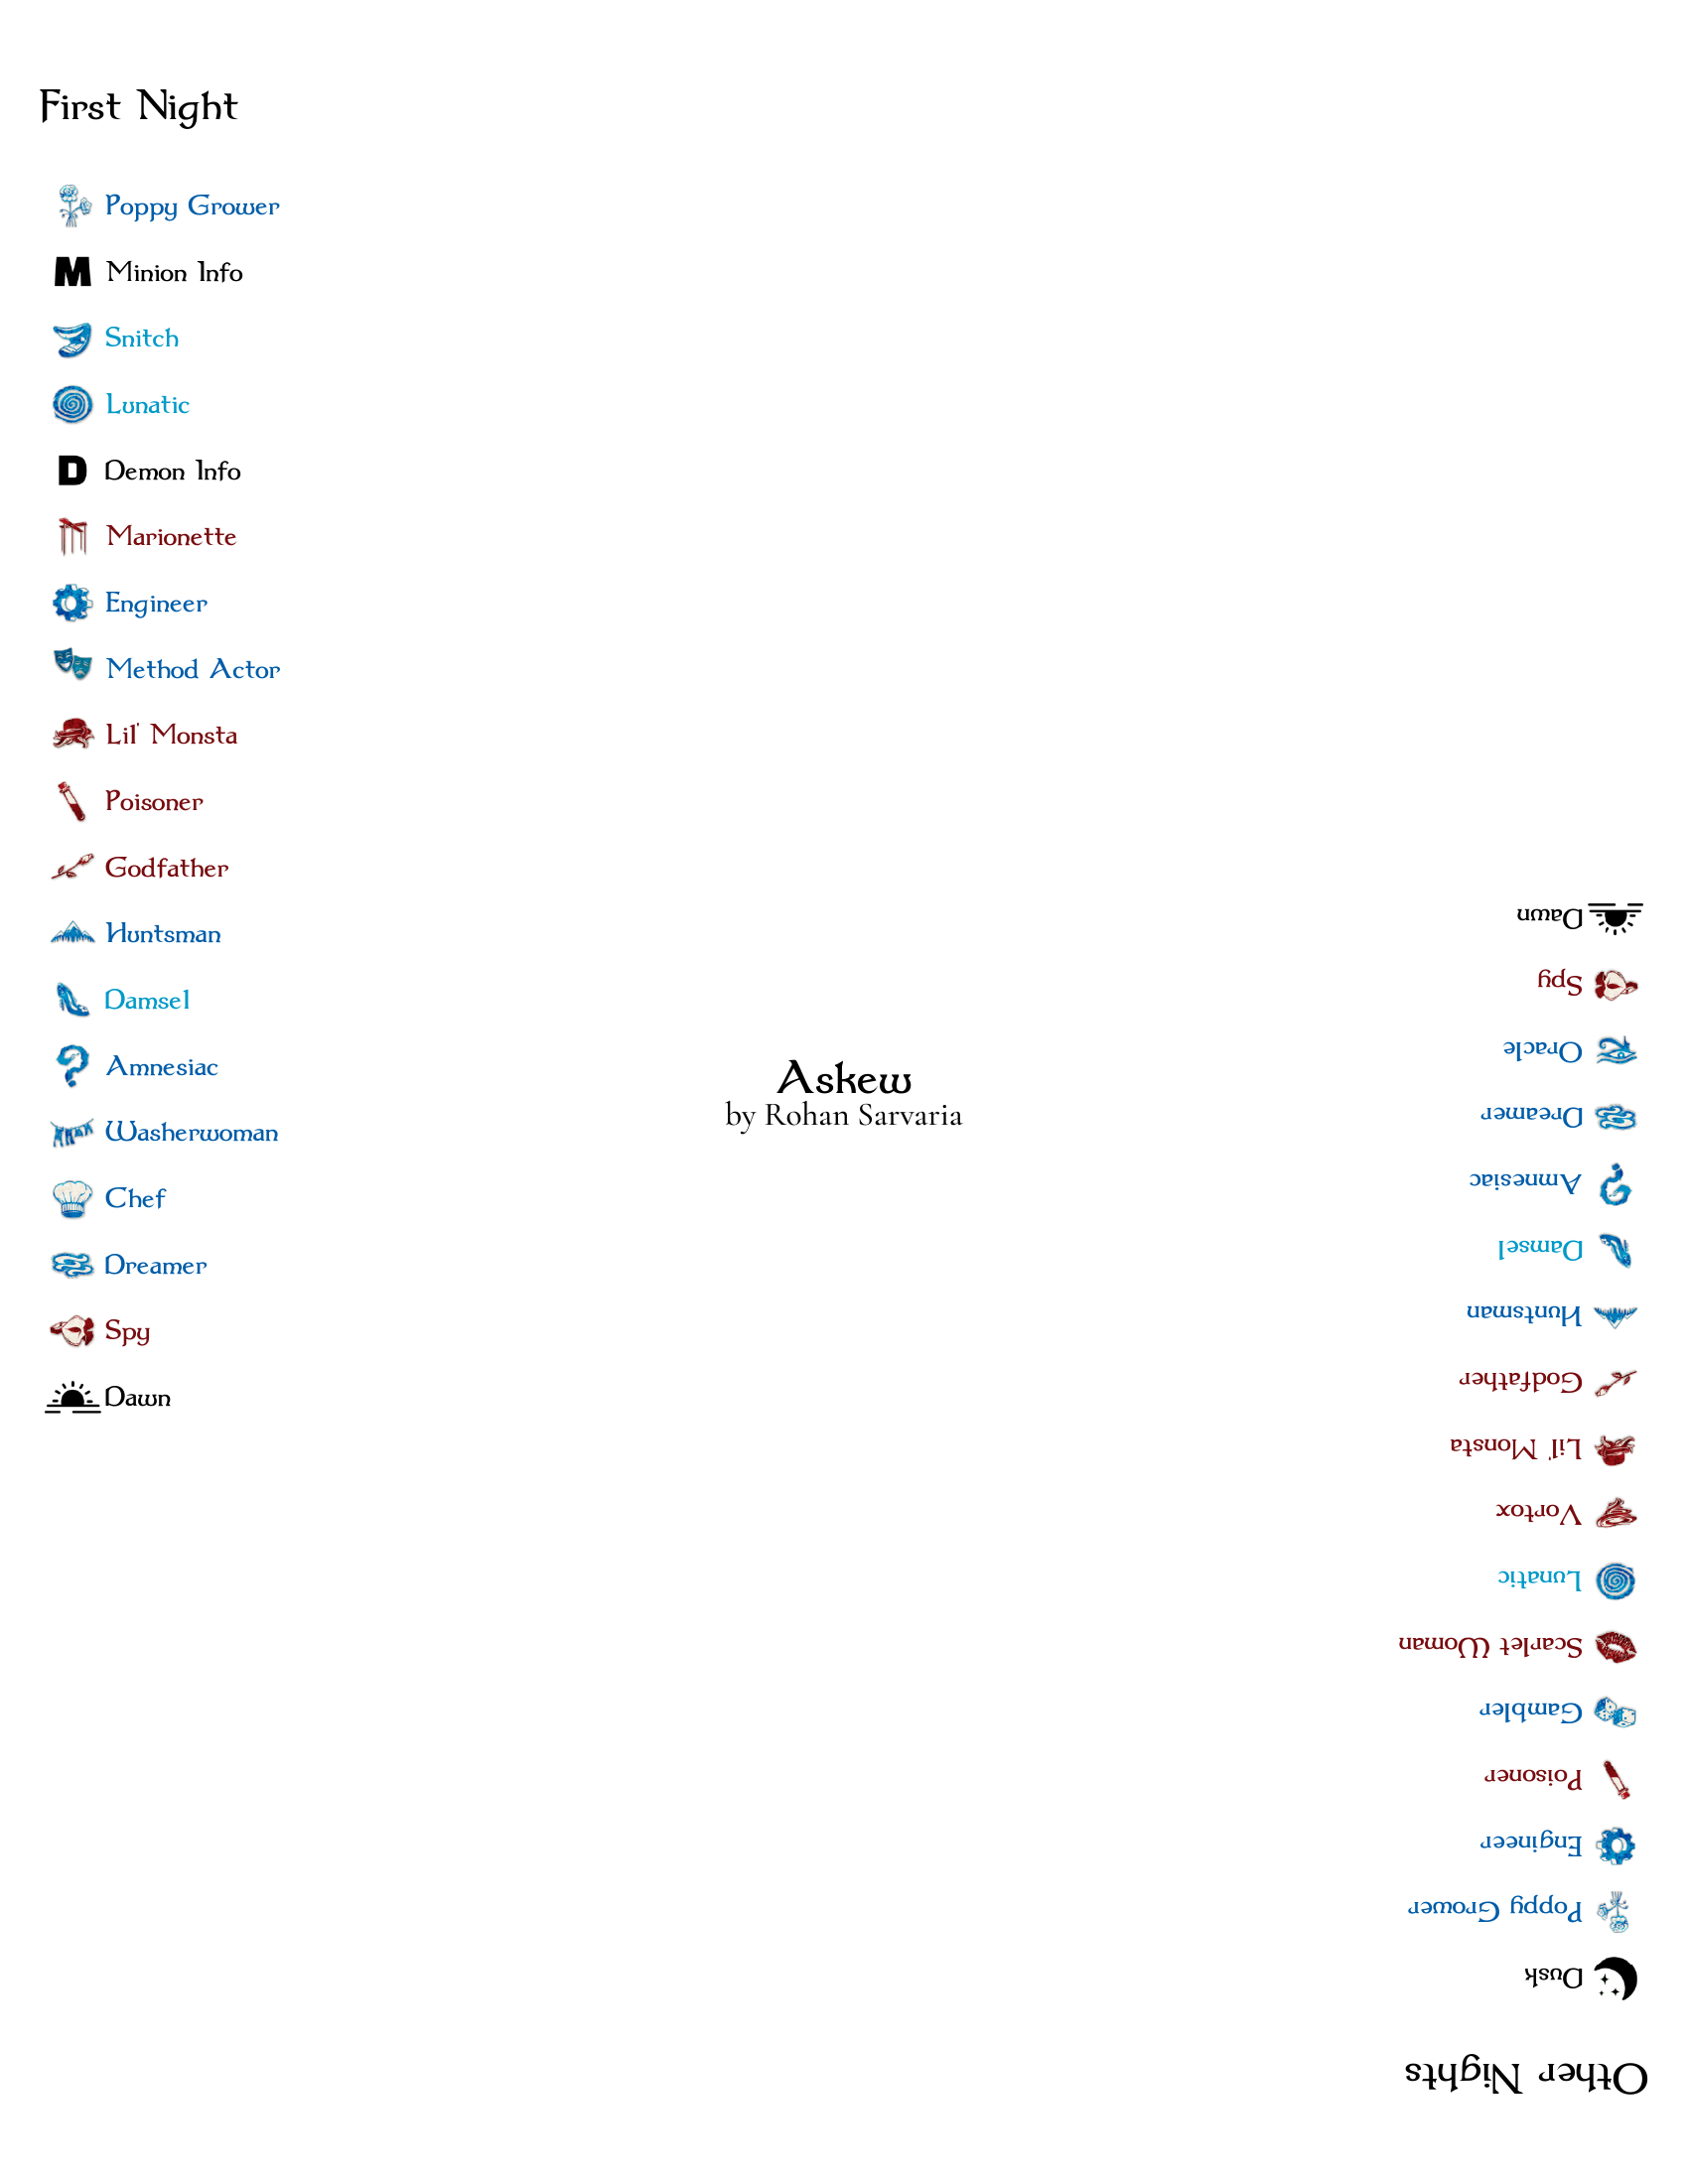 First Night
Poppy Grower
M Minion Info
Snitch
Lunatic
D Demon Info
Marionette
Engineer
Method Actor
Lil' Monsta
Poisoner
Godfather
Huntsman
Damsel
Amnesiac
Washerwoman
Chef
Dreamer
Spy
Dawn
Askew
by Rohan Sarvaria
Other Nights
Dusk
Poppy Grower
Engineer
Poisoner
Gambler
Scarlet Woman
Lunatic
Vortox
Lil' Monsta
Godfather
Huntsman
Damsel
Amnesiac
Dreamer
Oracle
Spy
Dawn